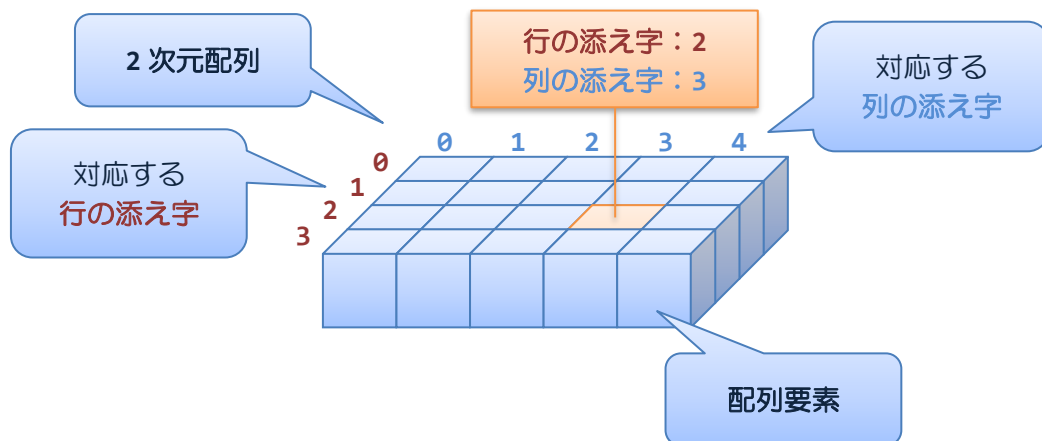 2 次元配列
行の添え字：2
列の添え字：3
対応する
列の添え字
対応する
行の添え字
0 1 2 3 4
0
1
2
3
配列要素